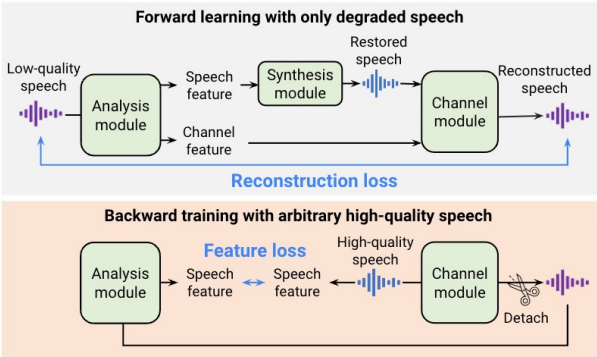 Forward learning with only degraded speech
Low-quality
speech
Analysis
module
Speech
feature
Channel
feature
Synthesis
module
Restored
speech
Channel
module
Reconstructed
speech
Reconstruction loss
Backward training with arbitrary high-quality speech
Analysis
module
Feature loss
Speech
feature
Speech
feature
High-quality
speech
Channel
module
Detach